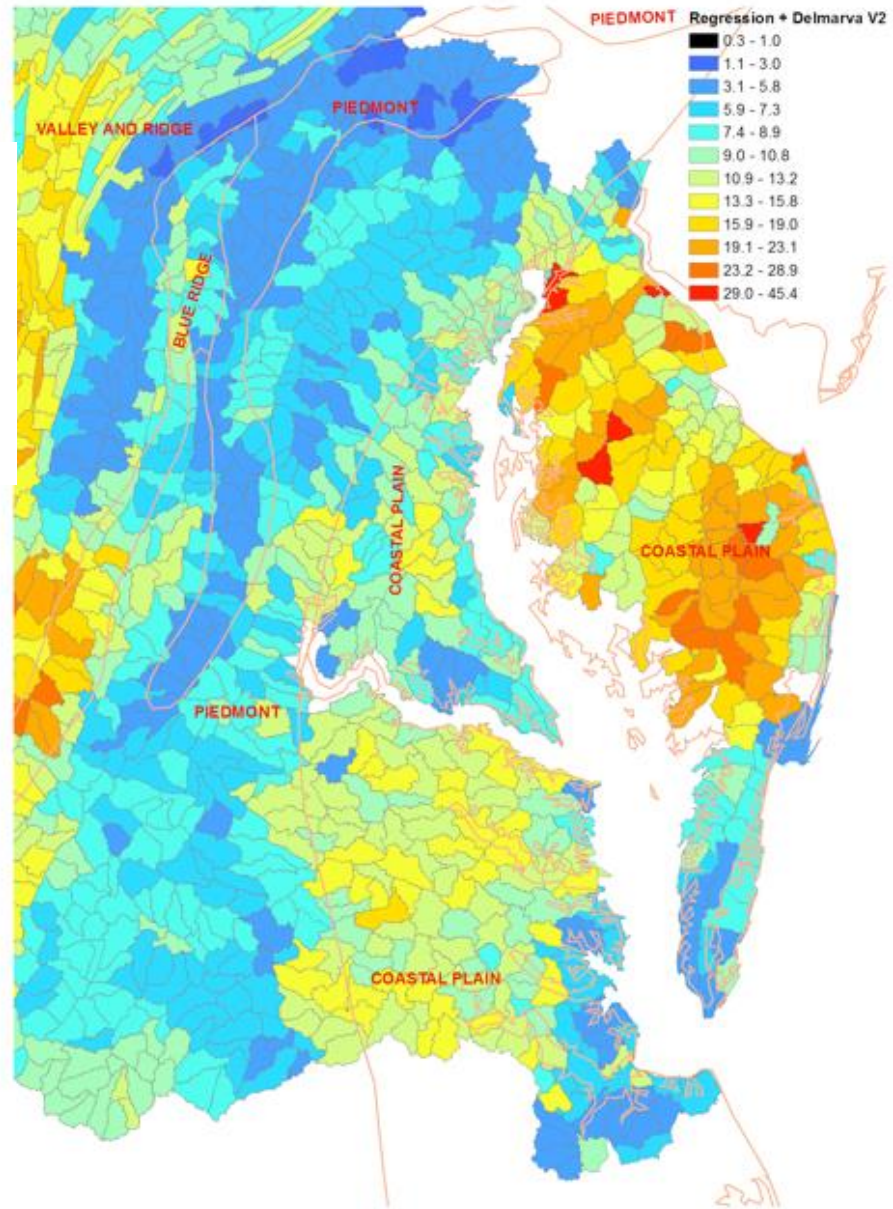 PIEDMONT
Regression + Delmarva V2
0.3 - 1.0
1.1 - 3.0
3.1 - 5.8
5.9 - 7.3
7.4 - 8.9
9.0 - 10.8
10.9 - 13.2
13.3 - 15.8
15.9 - 19.0
19.1 - 23.1
23.2 - 28.9
29.0 - 45.4
PIEDMONT
VALLEY AND RIDGE
BLUE RIDGE
COASTAL PLAIN
COASTAL PLAIN
PIEDMONT
COASTAL PLAIN